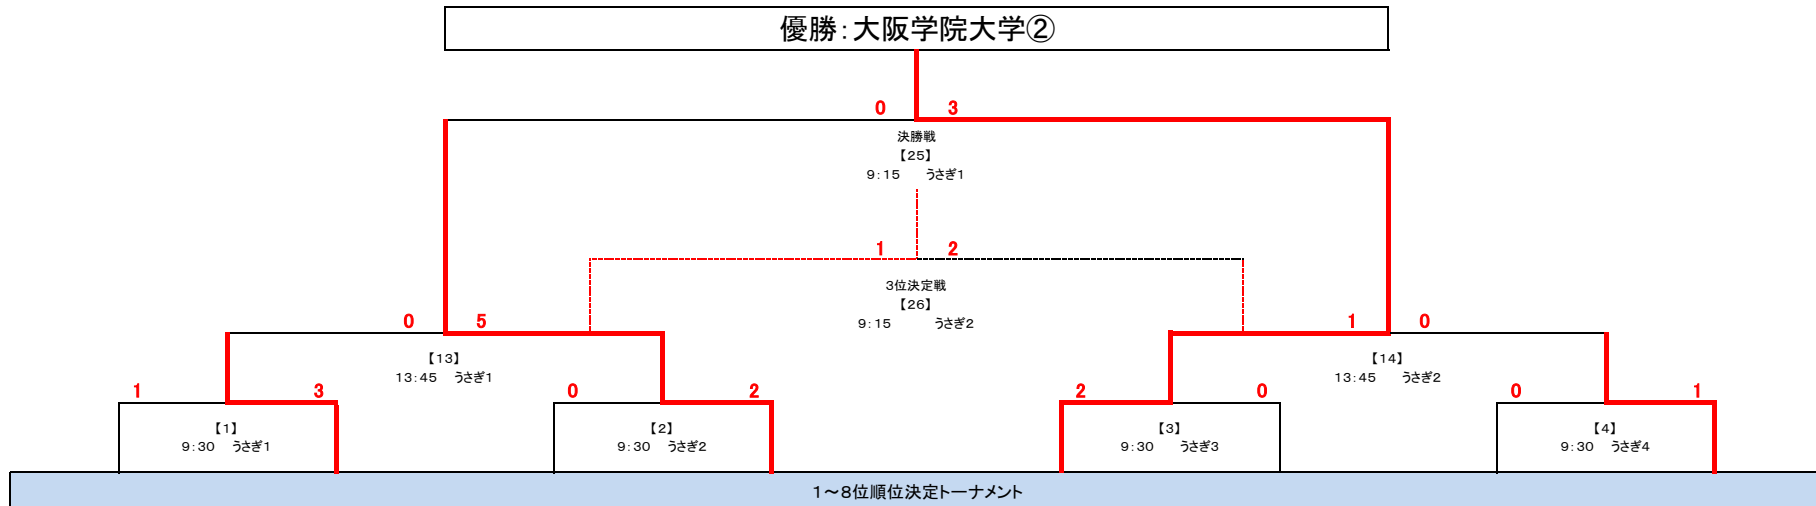 優勝：大阪学院大学②
0 3
決勝戦
【25】
9：15 うさぎ1
1 2
3位決定戦
【26】
9：15 うさぎ2
0 5
【13】
13：45 うさぎ1
1 0
【14】
13：45 うさぎ2
1 3
【1】
9：30 うさぎ1
0 2
【2】
9：30 うさぎ2
2 0
【3】
9：30 うさぎ3
0 1
【4】
9：30 うさぎ4
1～8位順位決定トーナメント